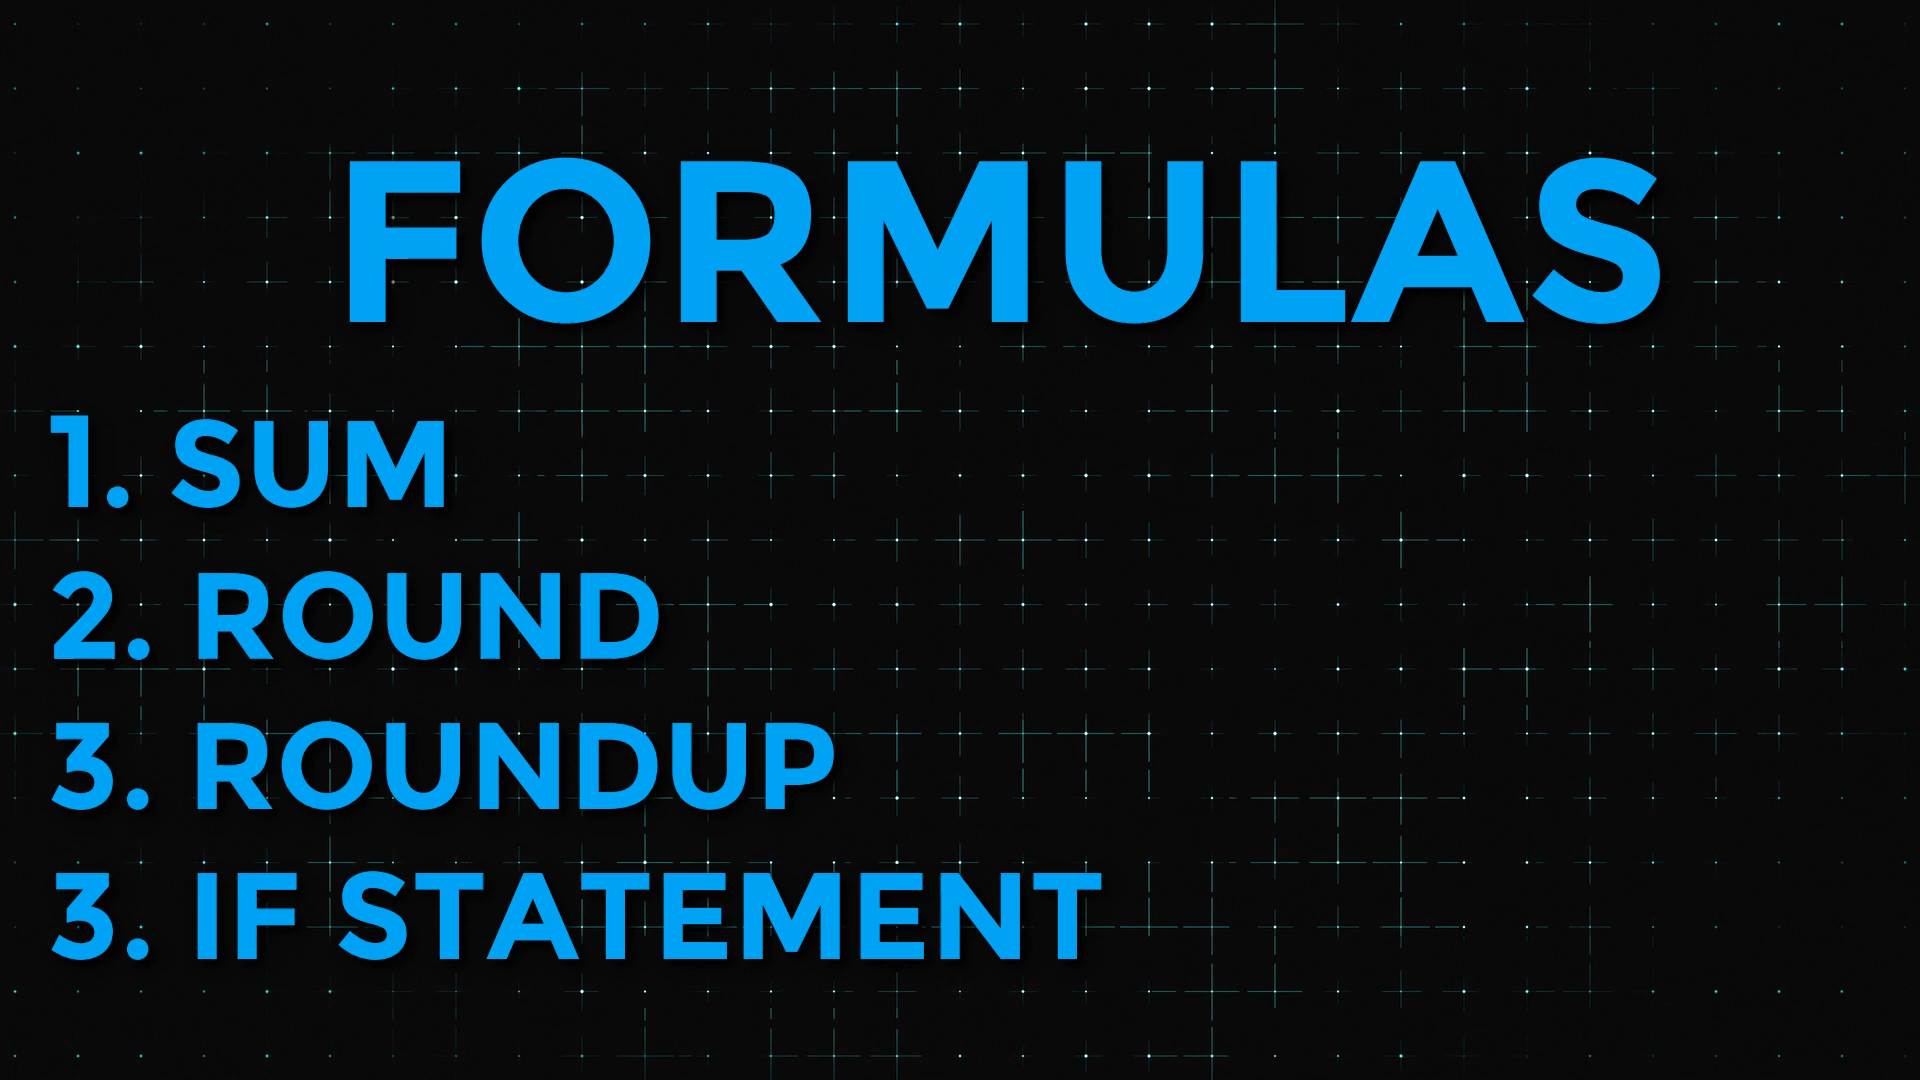 FORMULAS
1. SUM
2. ROUND
3. ROUNDUP
3. IF STATEMENT